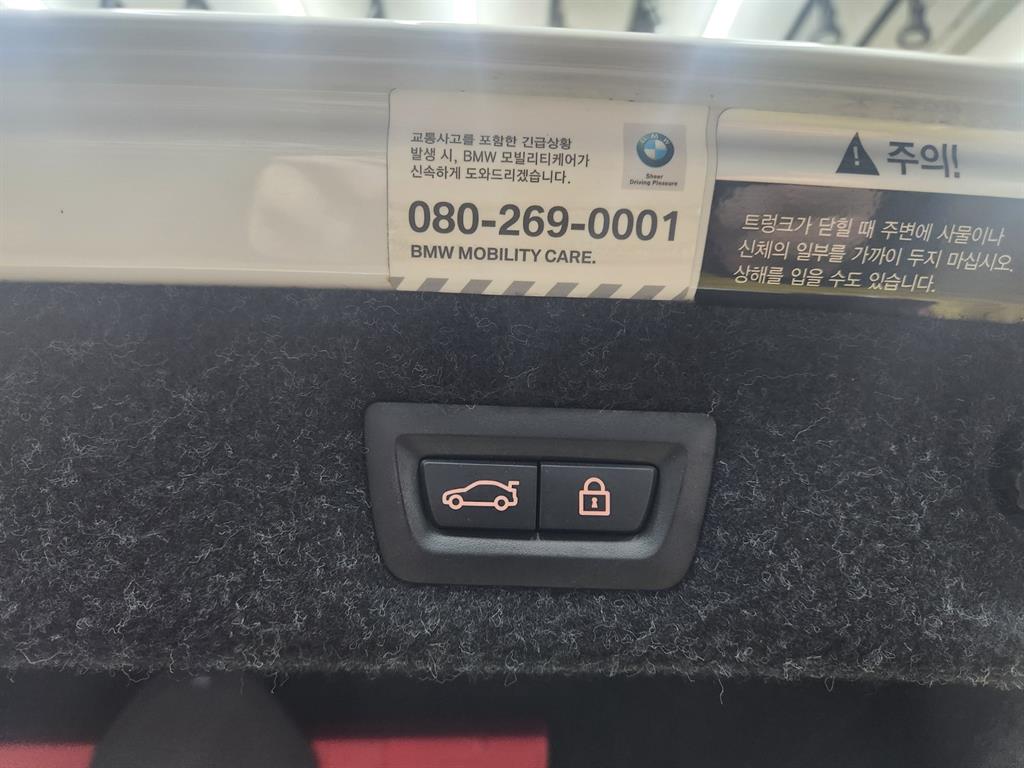 교통사고를 포함한 긴급상황
발생 시, BMW 모빌리티케어가
신속하게 도와드리겠습니다.
BMW
Sheer
Driving Pleasure
080-269-0001
BMW MOBILITY CARE.
주의!
트렁크가 닫힐 때 주변에 사물이나
신체의 일부를 가까이 두지 마십시오.
상해를 입을 수도 있습니다.